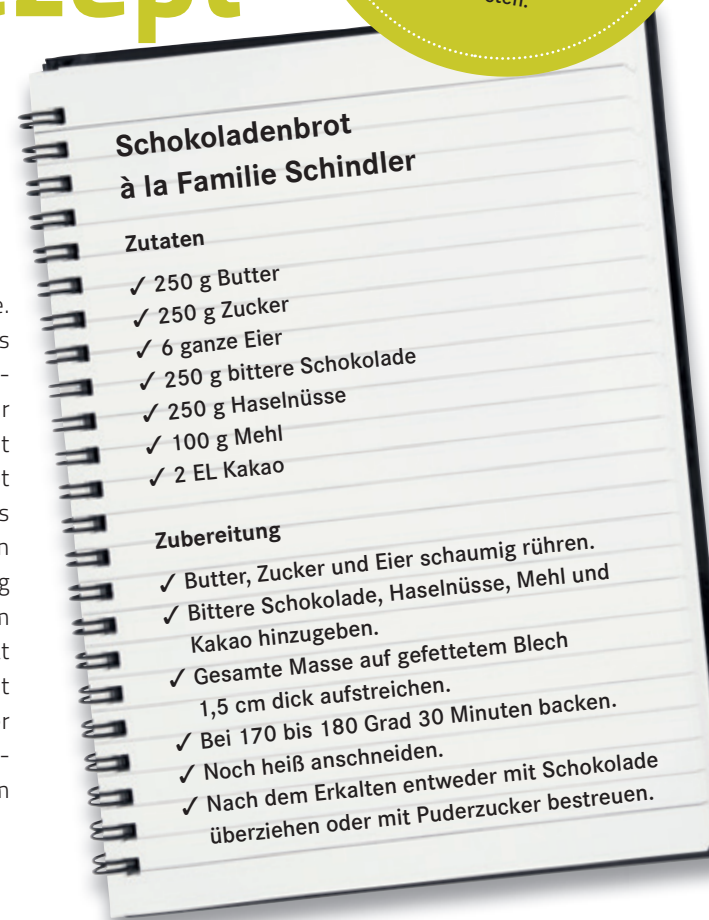 Schokoladenbrot
à la Familie Schindler
Zutaten
✓ 250 g Butter
✓ 250 g Zucker
✓ 6 ganze Eier
✓ 250 g bittere Schokolade
✓ 250 g Haselnüsse
✓ 100 g Mehl
✓ 2 EL Kakao
Zubereitung
✓ Butter, Zucker und Eier schaumig rühren.
✓ Bittere Schokolade, Haselnüsse, Mehl und
Kakao hinzugeben.
✓ Gesamte Masse auf gefettetem Blech
1,5 cm dick aufstreichen.
✓ Bei 170 bis 180 Grad 30 Minuten backen.
✓ Noch heiß anschneiden.
✓ Nach dem Erkalten entweder mit Schokolade
überziehen oder mit Puderzucker bestreuen.